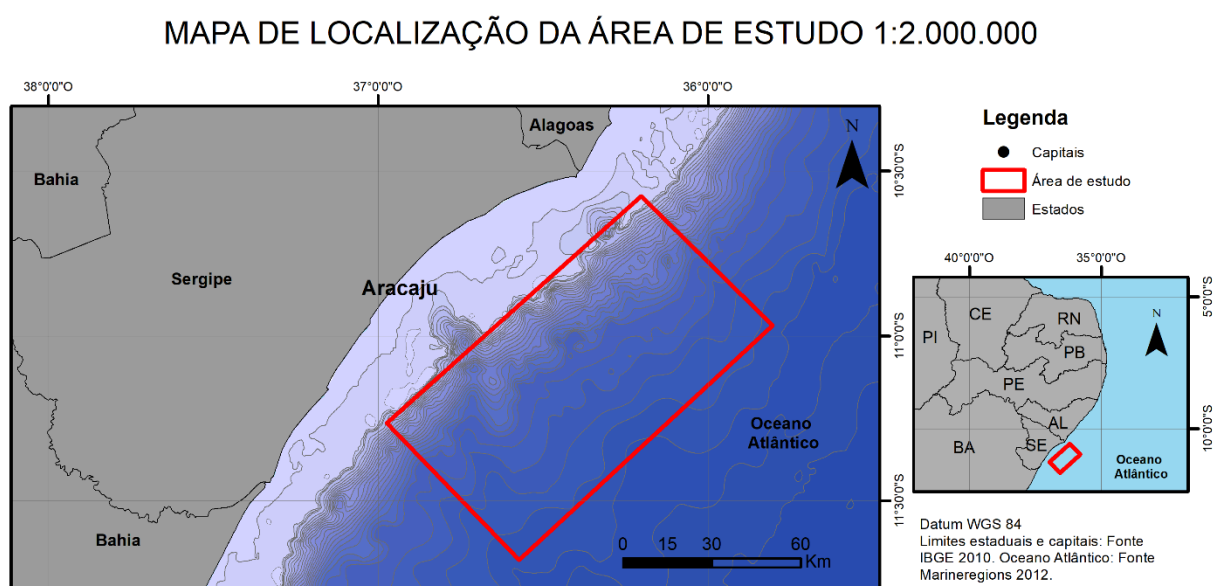 MAPA DE LOCALIZAÇÃO DA ÁREA DE ESTUDO 1:2.000.000
38°0'0"O
37°0'0"O
36°0'0"O
Alagoas
N
Bahia
10°30'0"S
Sergipe
Aracaju
11°0'0"S
Oceano
Atlântico
11°30'0"S
Bahia
0 15 30 60
Km
Legenda
Capitais
Área de estudo
Estados
40°0'0"O
35°0'0"O
5°0'0"S
CE
RN
N
PI
PB
PE
AL
10°0'0"S
BA
SE
Oceano
Atlântico
Datum WGS 84
Limites estaduais e capitais: Fonte
IBGE 2010. Oceano Atlântico: Fonte
Marineregions 2012.